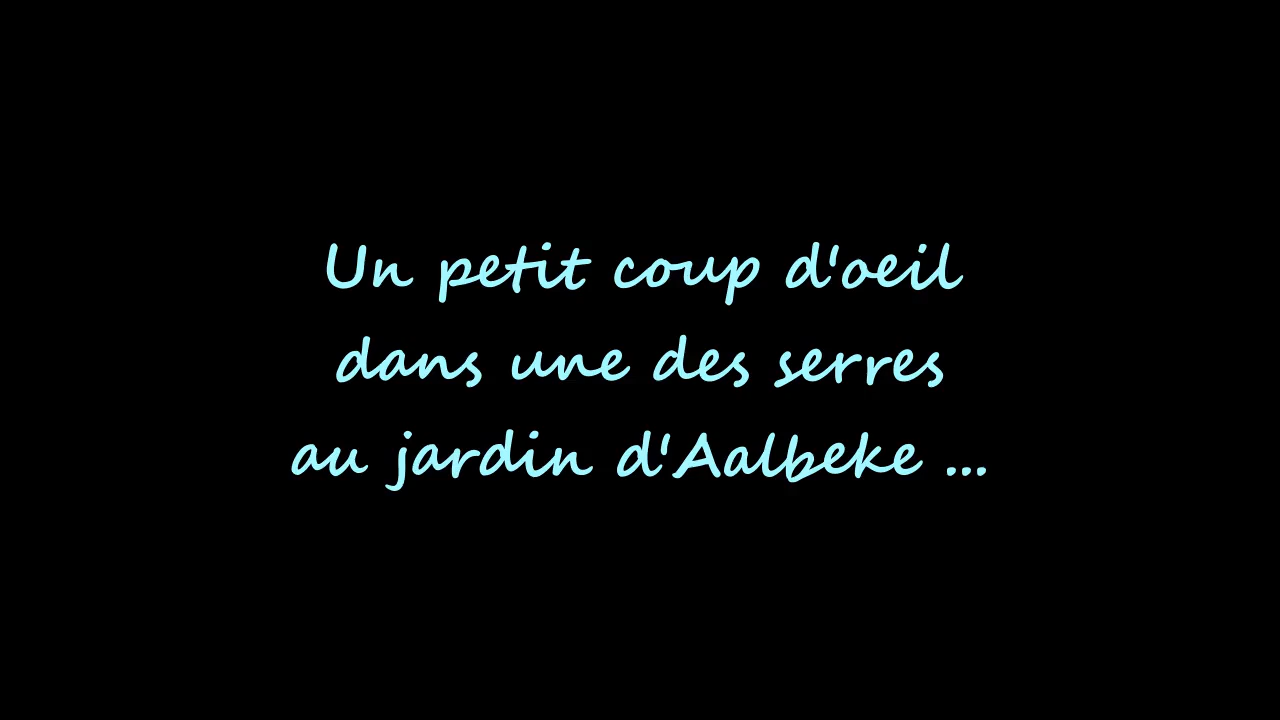 Un petit coup d'oeil
dans une des serres
au jardin d'Aalbeke ...